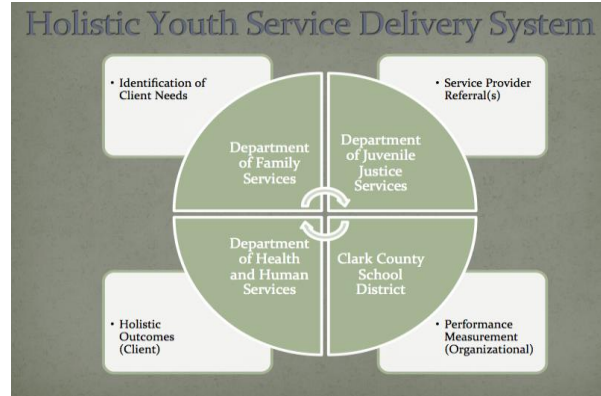 Holistic Youth Service Delivery System
• Identification of
Client Needs
• Service Provider
Referral(s)
Department
of Family
Services
Department
of Juvenile
Justice
Services
Department
of Health
and Human
Services
Clark County
School
District
• Holistic
Outcomes
(Client)
• Performance
Measurement
(Organizational)